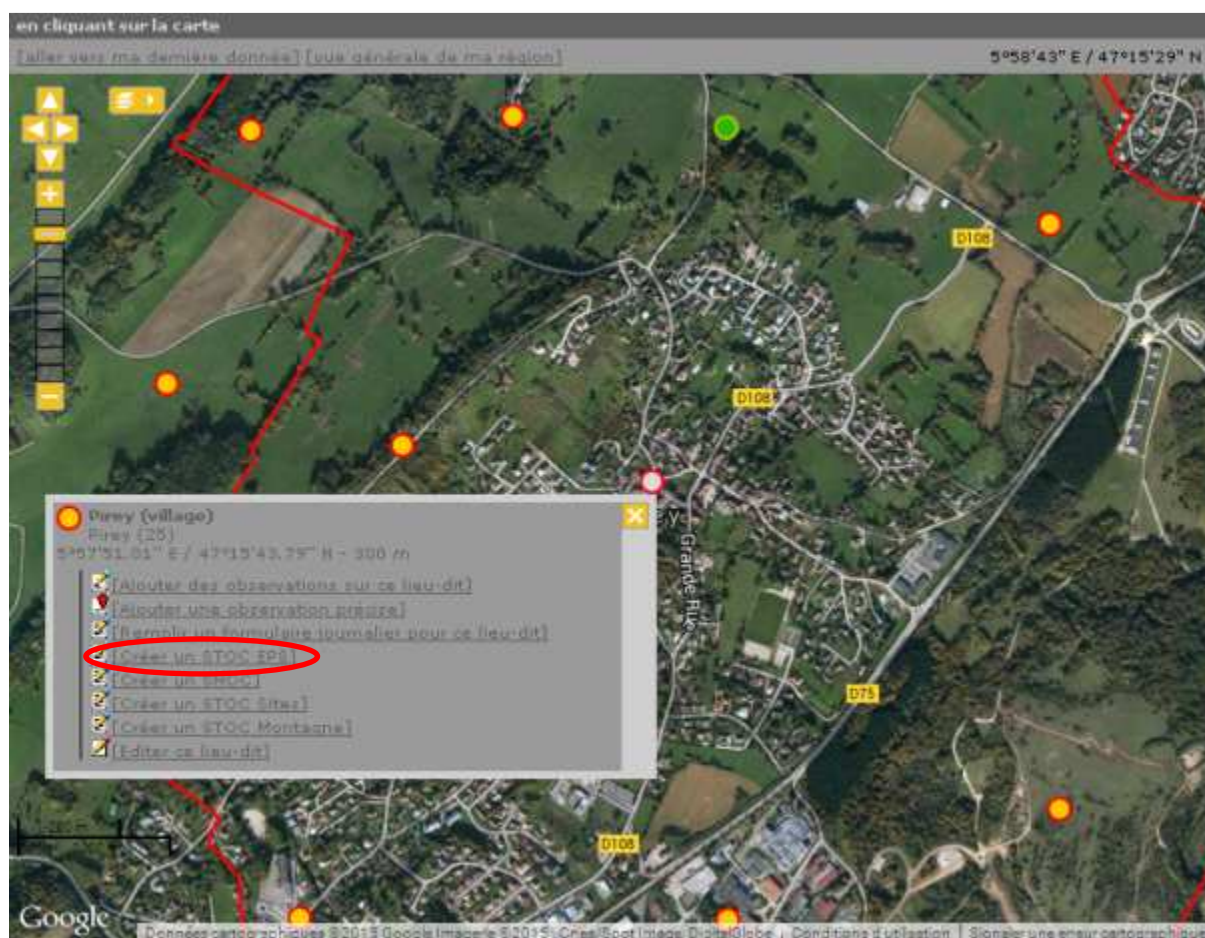 en cliquant sur la carte
[aller vers ma dernière donnée] [vue générale de ma région]
5°58'43" E / 47°15'29" N
D108
D108
Pirey (village)
Pirey (25)
5°57'51.01" E / 47°15'43.79" N - 300 m
[Ajouter des observations sur ce lieu-dit]
[Ajouter une observation précise]
[Remplir un formulaire journalier pour ce lieu-dit]
[Créer un STOC EPS]
[Créer un SHOC]
[Créer un STOC Sites]
[Créer un STOC Montagne]
[Editer ce lieu-dit]
Grande Rue
D75
D108
Google
Données cartographiques ©2015 Google Imagerie ©2015, Cnes/Spot Image, DigitalGlobe
Conditions d'utilisation
Signaler une erreur cartographique